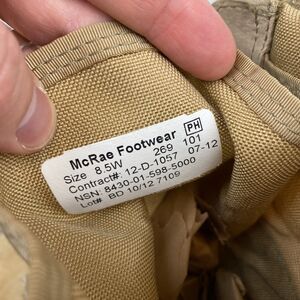 McRae Footwear PH
Size 8.5W 269 101
Contract#: 12-D-1057 07-12
NSN: 8430-01-598-5000
Lot# BD 10/12 7109